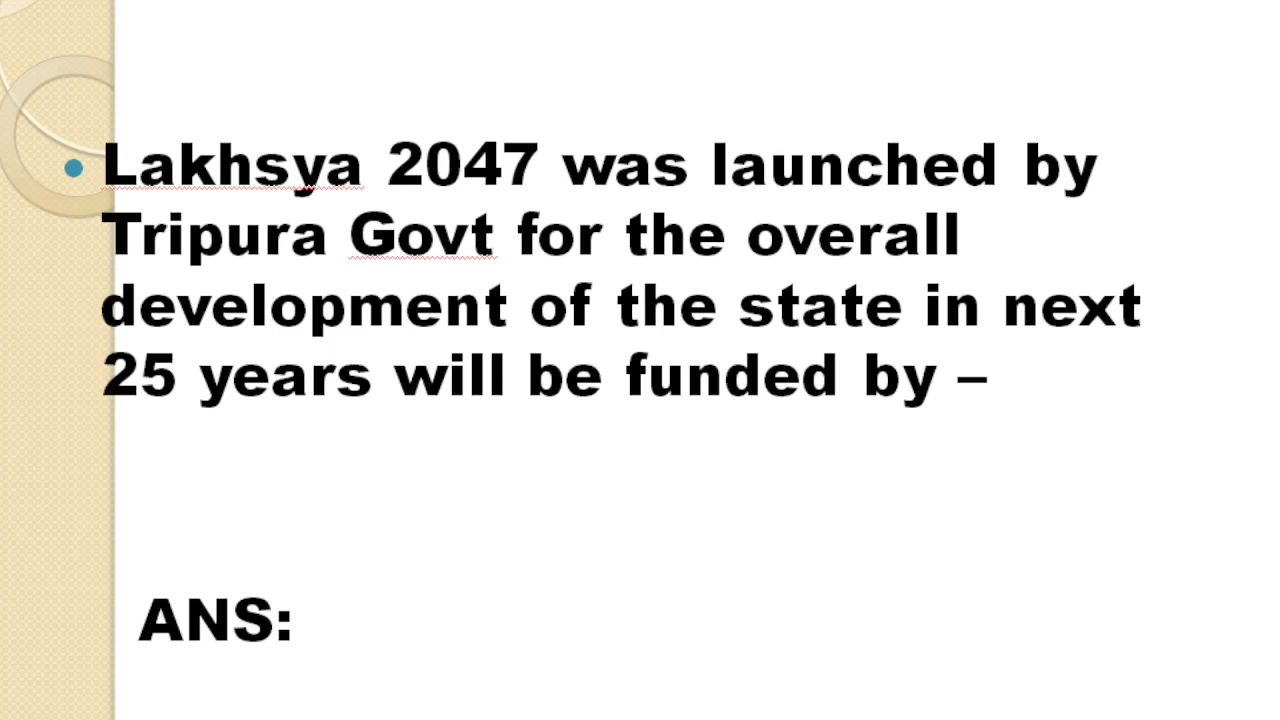 Lakhsya 2047 was launched by
Tripura Govt for the overall
development of the state in next
25 years will be funded by –
ANS: